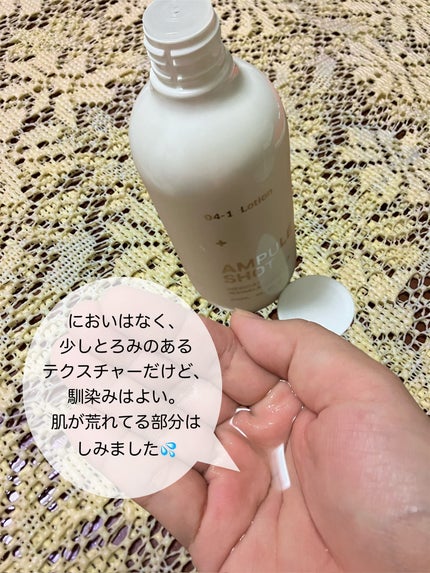 04-1 Lotion
+
AMPULE
SHOT
においはなく、
少しとろみのある
テクスチャーだけど、
馴染みはよい。
肌が荒れてる部分は
しみました💦